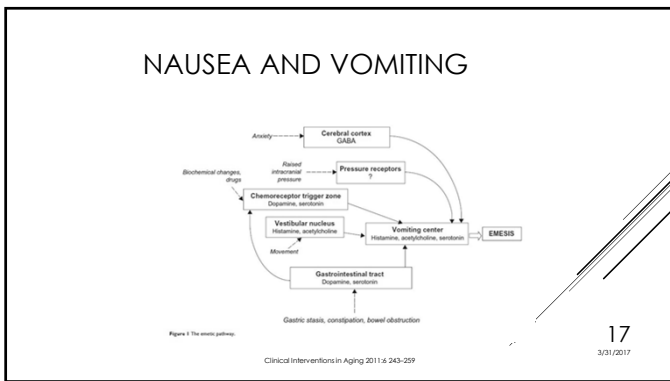 NAUSEA AND VOMITING
Cerebral cortex
GABA
Anxiety
Raised
intracranial
pressure
Pressure receptors
?
Biochemical changes,
drugs
Chemoreceptor trigger zone
Dopamine, serotonin
Vestibular nucleus
Histamine, acetylcholine
Vomiting center
Histamine, acetylcholine, serotonin
EMESIS
Movement
Gastrointestinal tract
Dopamine, serotonin
Gastric stasis, constipation, bowel obstruction
Figure 1 The emetic pathway.
Clinical Interventions in Aging 2011:6 243–259
17
3/31/2017